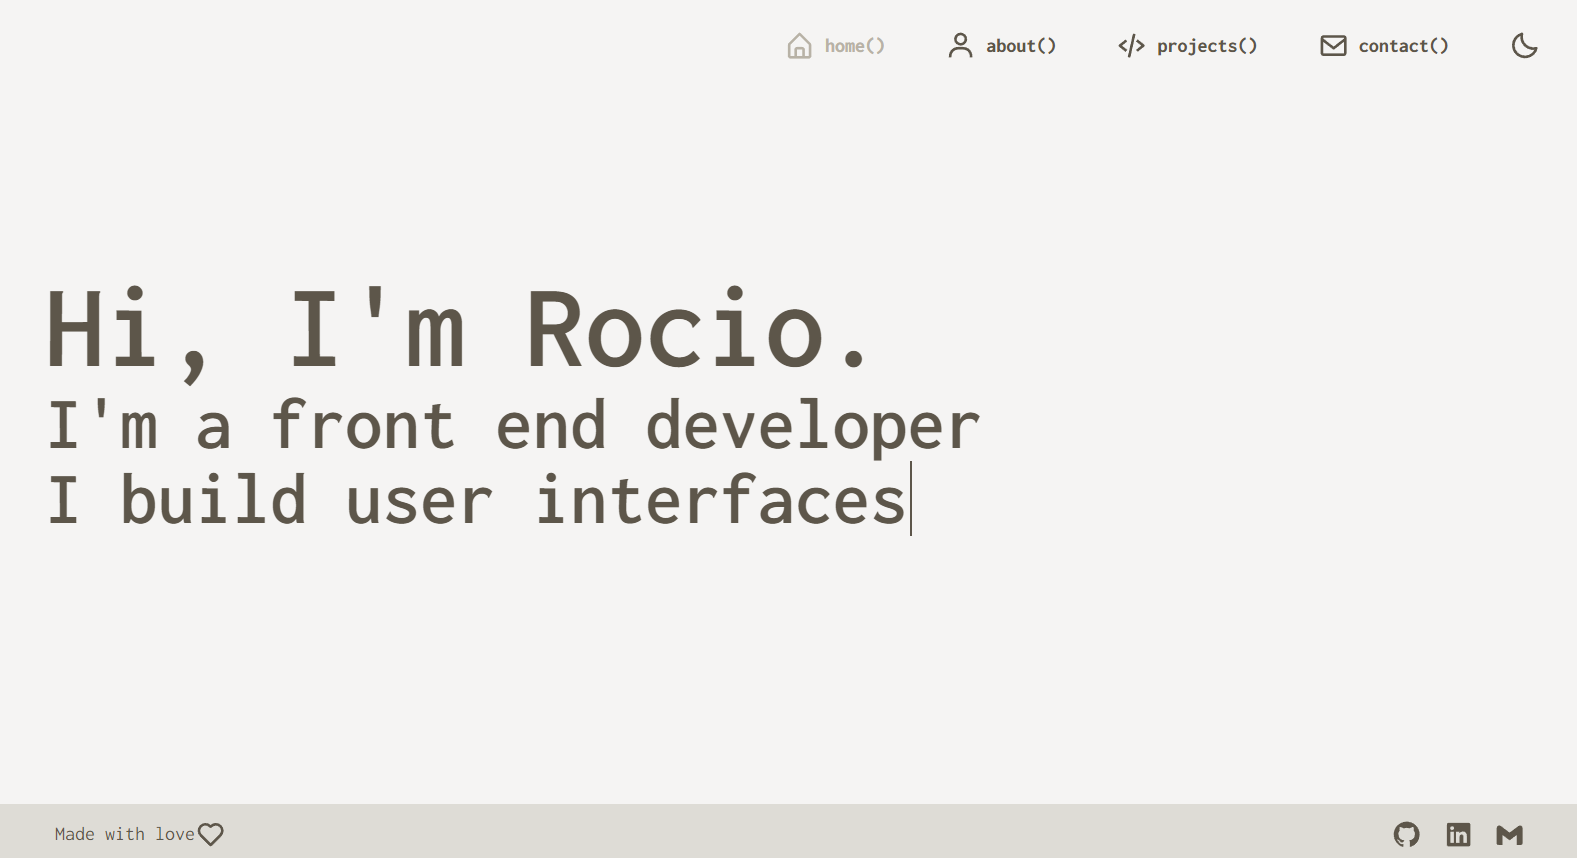 home()
about()
projects()
contact()
Hi, I'm Rocio.
I'm a front end developer
I build user interfaces
Made with love